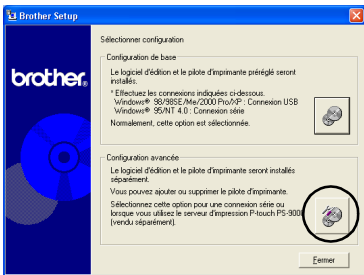 Brother Setup
brother.
Sélectionner configuration
Configuration de base
Le logiciel d'édition et le pilote d'imprimante préréglé seront
installés.
* Effectuez les connexions indiquées ci-dessous.
Windows® 98/98SE/Me/2000 Pro/XP : Connexion USB
Windows® 95/NT 4.0 : Connexion série
Normalement, cette option est sélectionnée.
Configuration avancée
Le logiciel d'édition et le pilote d'imprimante seront installés
séparément.
Vous pouvez ajouter ou supprimer le pilote d'imprimante.
Sélectionnez cette option pour une connexion série ou
lorsque vous utilisez le serveur d'impression P-touch PS-9000
(vendu séparément).
Fermer